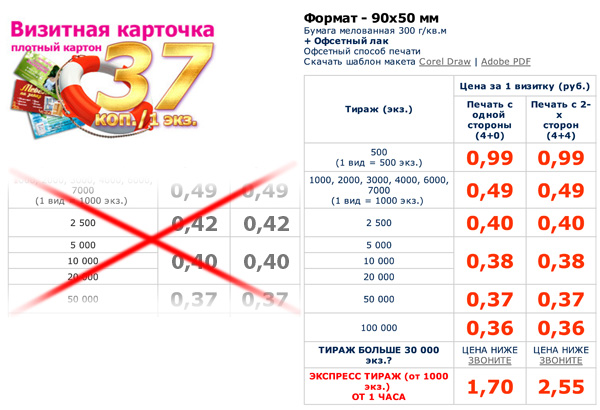 Визитная карточка
плотный картон
37
коп./1 экз.
7000
(1 вид = 1000 экз.)
0,49 0,49
2 500 0,42 0,42
5 000
10 000 0,40 0,40
20 000
50 000 0,37 0,37
Формат - 90x50 мм
Бумага мелованная 300 г/кв.м
+ Офсетный лак
Офсетный способ печати
Скачать шаблон макета Corel Draw | Adobe PDF
Тираж (экз.)
Цена за 1 визитку (руб.)
Печать с
одной
стороны
(4+0)
Печать с 2-
х
сторон
(4+4)
500
(1 вид = 500 экз.)
0,99 0,99
1000, 2000, 3000, 4000, 6000,
7000
(1 вид = 1000 экз.)
0,49 0,49
2 500 0,40 0,40
5 000
10 000 0,38 0,38
20 000
50 000 0,37 0,37
100 000 0,36 0,36
ТИРАЖ БОЛЬШЕ 30 000
экз.?
ЦЕНА НИЖЕ
ЗВОНИТЕ
ЦЕНА НИЖЕ
ЗВОНИТЕ
ЭКСПРЕСС ТИРАЖ (от 1000
экз.)
ОТ 1 ЧАСА
1,70 2,55